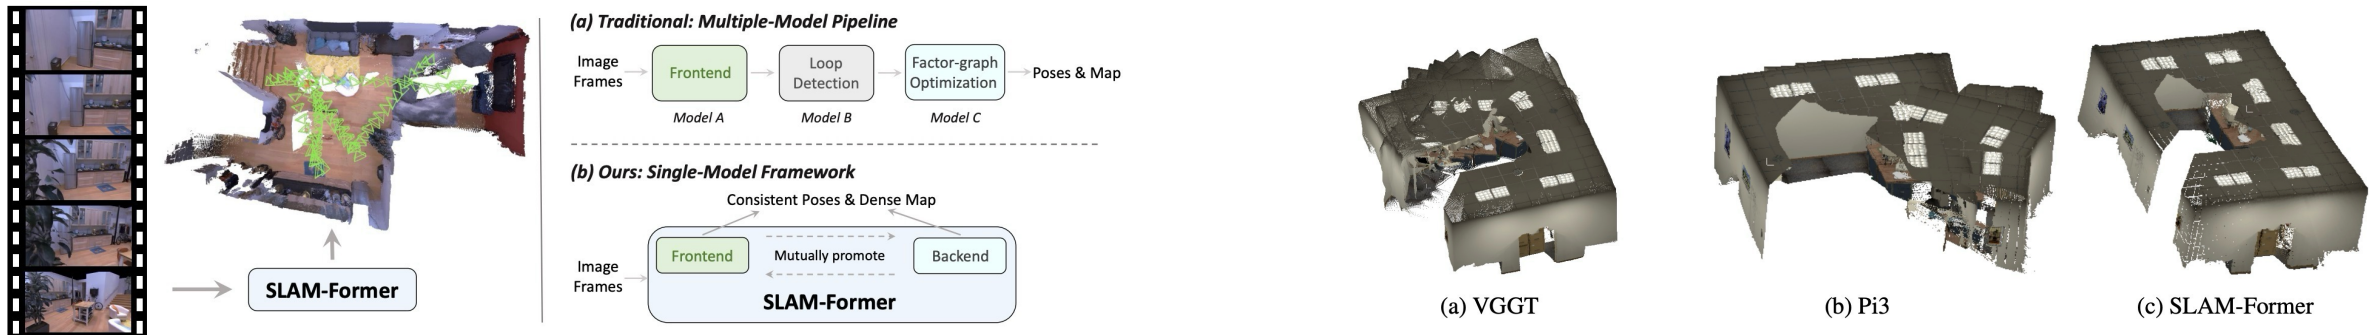 SLAM-Former
(a) Traditional: Multiple-Model Pipeline
Image
Frames
Frontend
Loop
Detection
Factor-graph
Optimization
Poses & Map
Model A
Model B
Model C
(b) Ours: Single-Model Framework
Consistent Poses & Dense Map
Image
Frames
Frontend
Mutually promote
Backend
SLAM-Former
(a) VGGT
(b) Pi3
(c) SLAM-Former